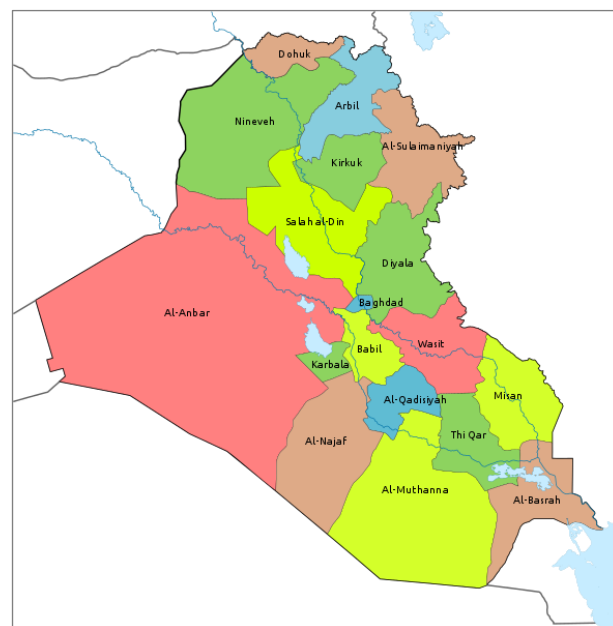 Dohuk
Arbil
Nineveh
Al-Sulaimaniyah
Kirkuk
Salah al-Din
Diyala
Baghdad
Al-Anbar
Wasit
Babil
Karbala
Al-Qadisiyah
Misan
Al-Najaf
Thi Qar
Al-Muthanna
Al-Basrah